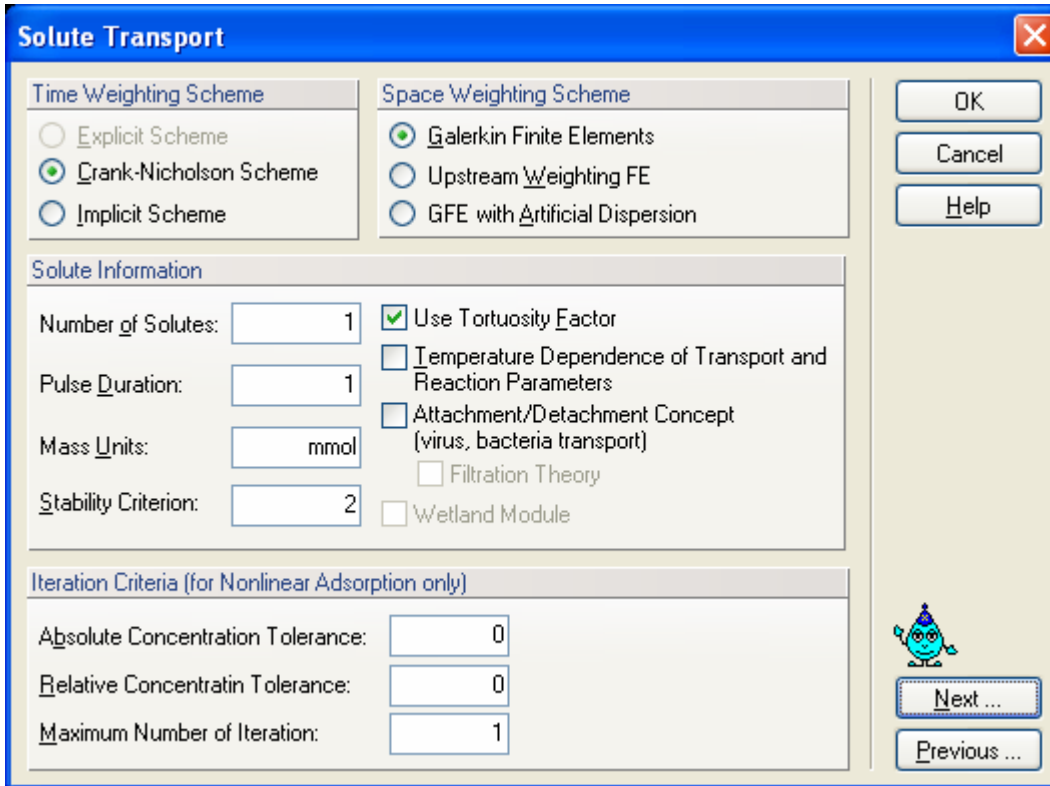 Solute Transport
Time Weighting Scheme
Explicit Scheme
Crank-Nicholson Scheme
Implicit Scheme
Space Weighting Scheme
Galerkin Finite Elements
Upstream Weighting FE
GFE with Artificial Dispersion
OK
Cancel
Help
Solute Information
Number of Solutes: 1
Pulse Duration: 1
Mass Units: mmol
Stability Criterion: 2
Use Tortuosity Factor
Temperature Dependence of Transport and
Reaction Parameters
Attachment/Detachment Concept
(virus, bacteria transport)
Filtration Theory
Wetland Module
Iteration Criteria (for Nonlinear Adsorption only)
Absolute Concentration Tolerance: 0
Relative Concentratin Tolerance: 0
Maximum Number of Iteration: 1
Next ...
Previous ...